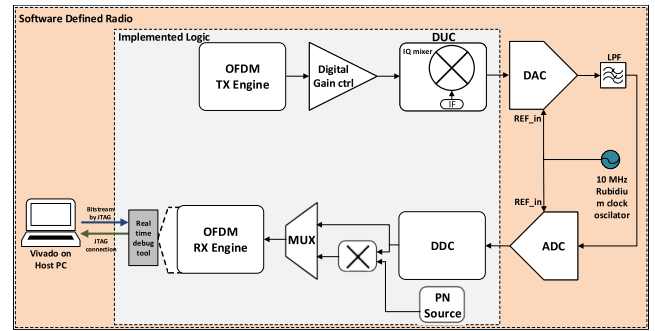 Software Defined Radio
Implemented Logic
OFDM
TX Engine
Digital
Gain ctrl
DUC
IQ mixer
IF
DAC
LPF
REF_in
10 MHz
Rubidiu
m clock
oscilator
REF_in
ADC
DDC
PN
Source
MUX
OFDM
RX Engine
Real
time
debug
tool
Bitstream
by JTAG
JTAG
connection
Vivado on
Host PC